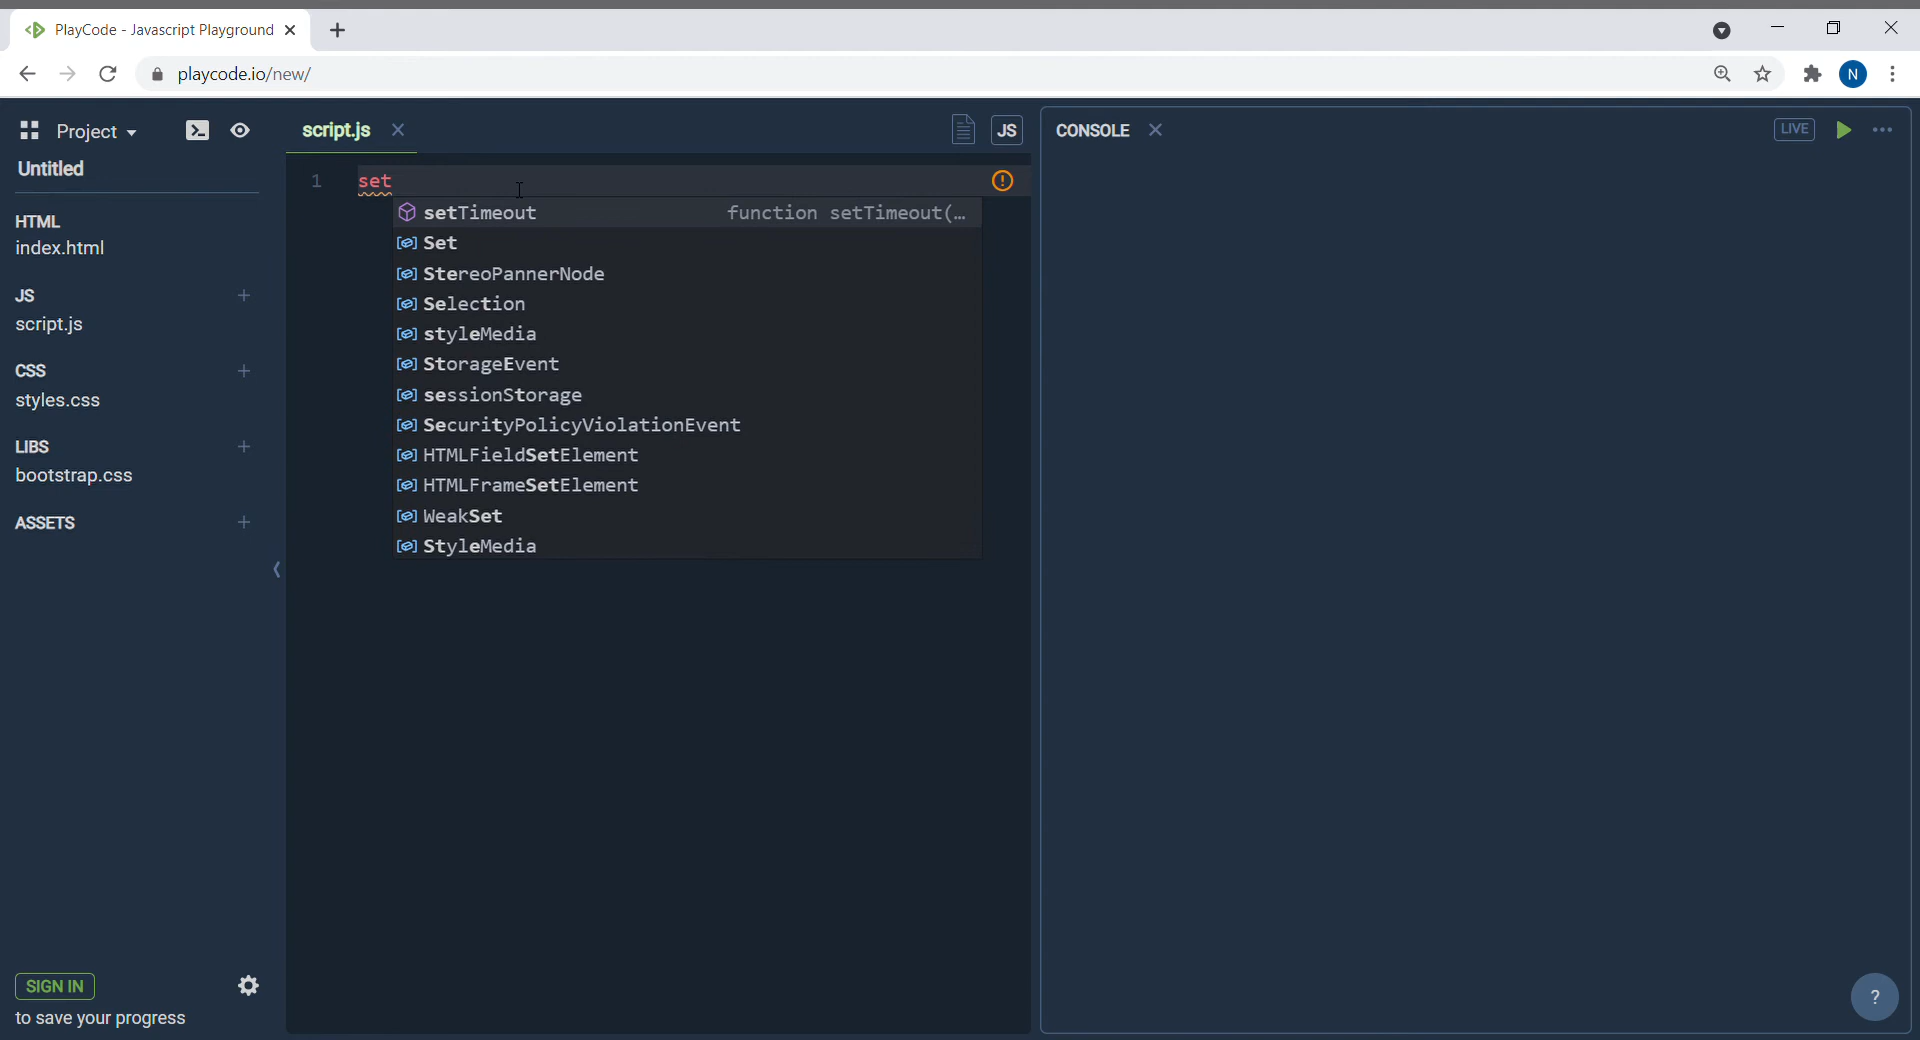 PlayCode - Javascript Playground
playcode.io/new/
N
Project
Untitled
HTML
index.html
JS
script.js
CSS
styles.css
LIBS
bootstrap.css
ASSETS
SIGN IN
to save your progress
script.js
JS
1 set
setTimeout function setTimeout(…
Set
StereoPannerNode
Selection
styleMedia
StorageEvent
sessionStorage
SecurityPolicyViolationEvent
HTMLFieldSetElement
HTMLFrameSetElement
WeakSet
StyleMedia
CONSOLE
LIVE
?